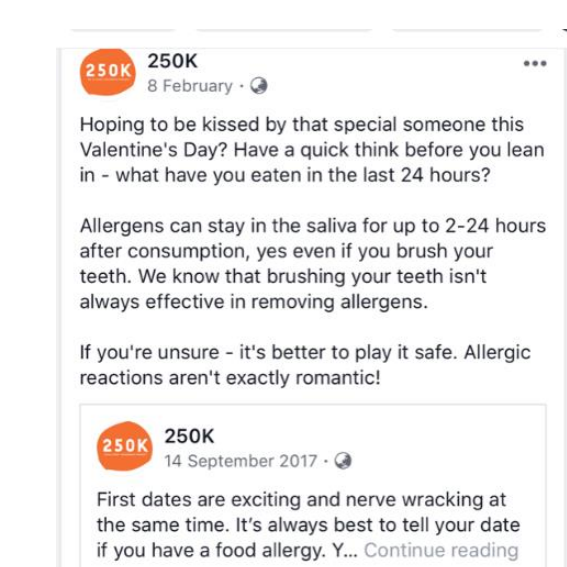 250K
250K
8 February ·
Hoping to be kissed by that special someone this
Valentine's Day? Have a quick think before you lean
in - what have you eaten in the last 24 hours?
Allergens can stay in the saliva for up to 2-24 hours
after consumption, yes even if you brush your
teeth. We know that brushing your teeth isn't
always effective in removing allergens.
If you're unsure - it's better to play it safe. Allergic
reactions aren't exactly romantic!
250K
250K
14 September 2017 ·
First dates are exciting and nerve wracking at
the same time. It’s always best to tell your date
if you have a food allergy. Y... Continue reading